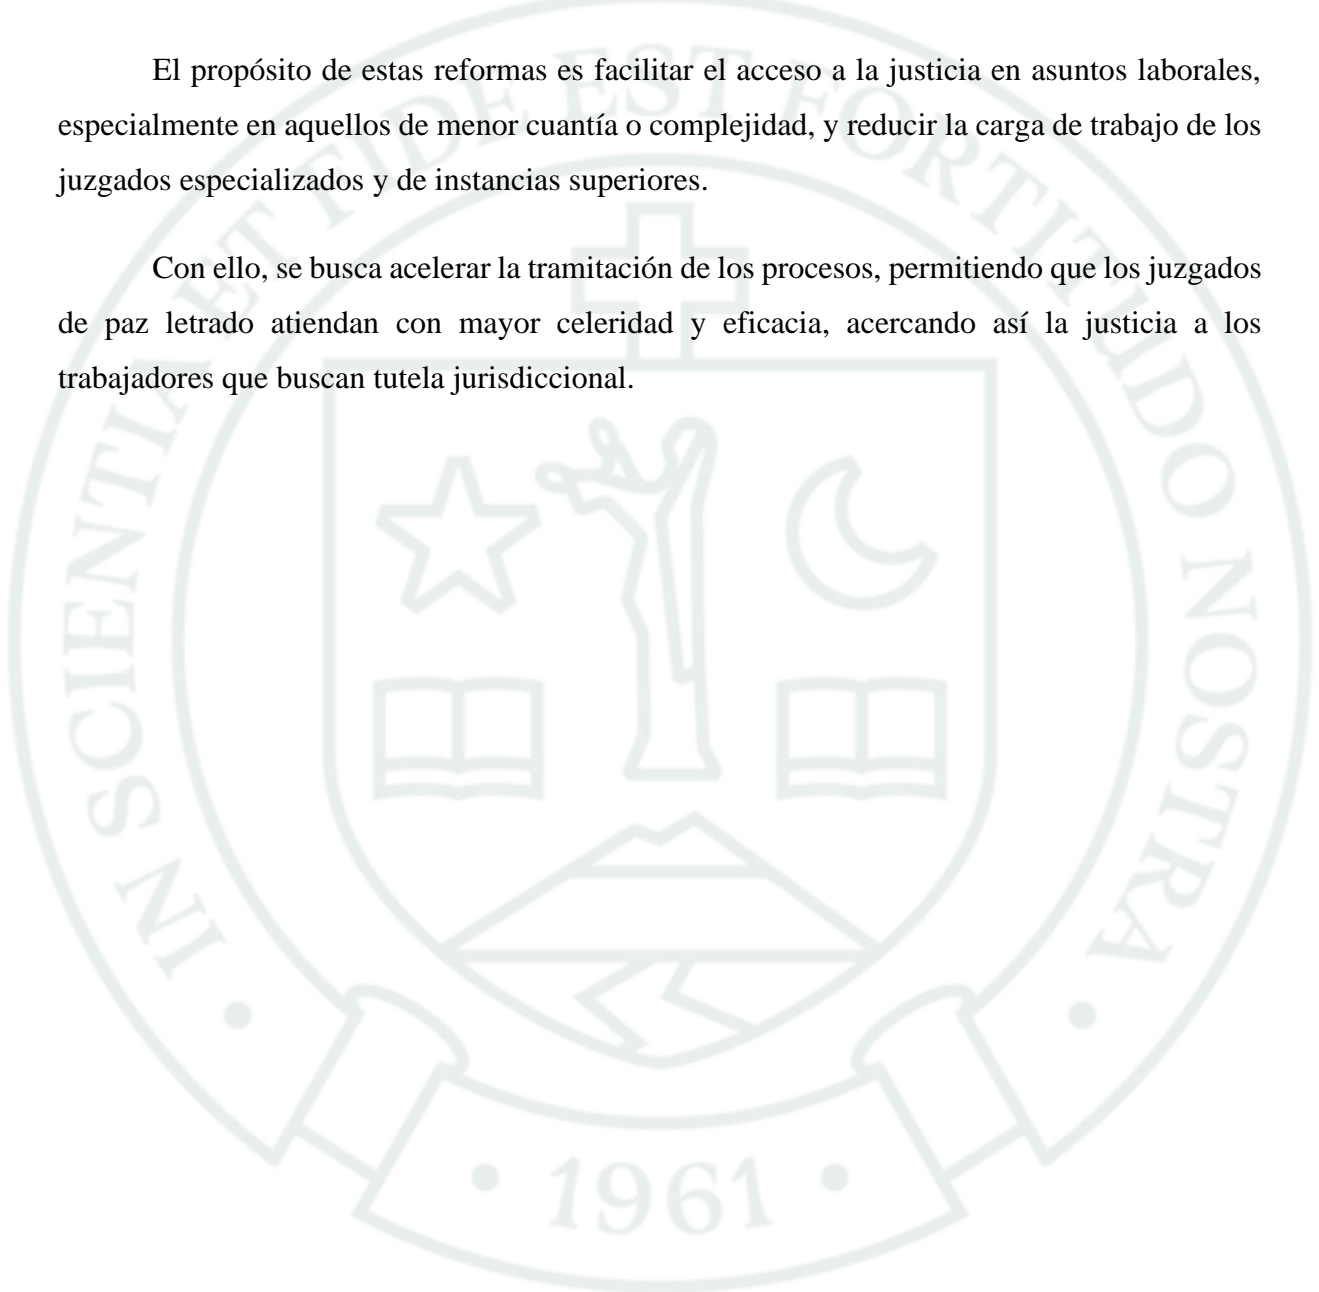 El propósito de estas reformas es facilitar el acceso a la justicia en asuntos laborales,
especialmente en aquellos de menor cuantía o complejidad, y reducir la carga de trabajo de los
juzgados especializados y de instancias superiores.
Con ello, se busca acelerar la tramitación de los procesos, permitiendo que los juzgados
de paz letrado atiendan con mayor celeridad y eficacia, acercando así la justicia a los
trabajadores que buscan tutela jurisdiccional.
IN SCIENTIA ET FIDE EST FORTITUDO NOSTRA
• 1961 •